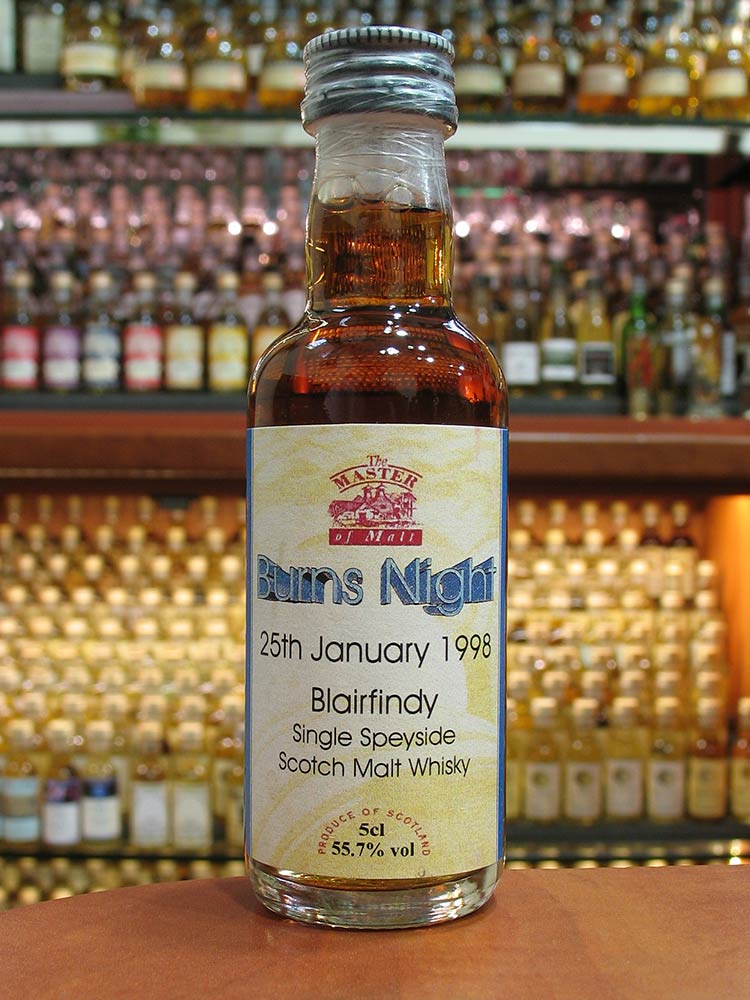 The
MASTER
of Malt
Burns Night
25th January 1998
Blairfindy
Single Speyside
Scotch Malt Whisky
PRODUCE OF SCOTLAND
5cl
55.7% vol